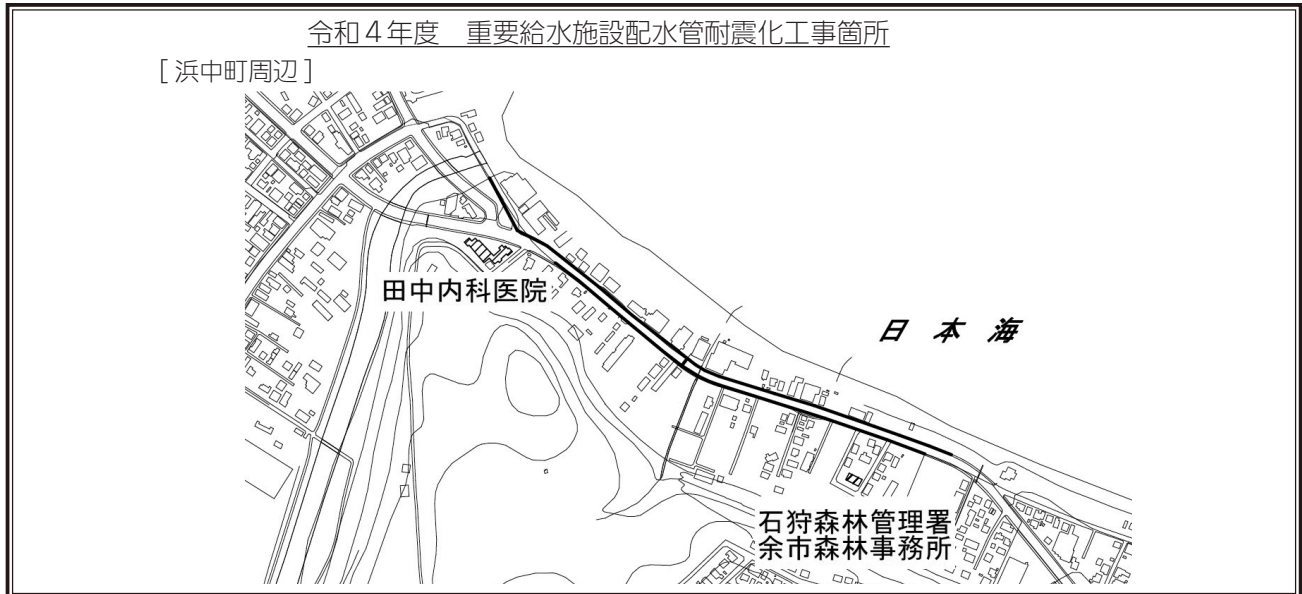 令和４年度　重要給水施設配水管耐震化工事箇所
［浜中町周辺］
田中内科医院
日 本 海
石狩森林管理署
余市森林事務所